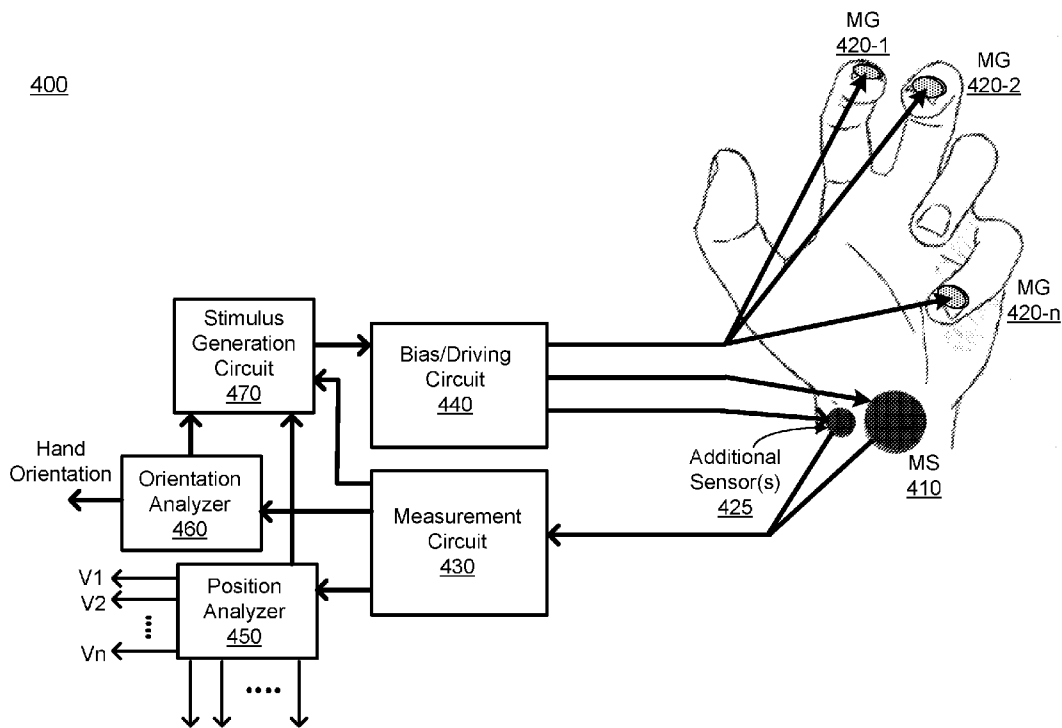 400
MG
420-1
MG
420-2
MG
420-n
Stimulus
Generation
Circuit
470
Bias/Driving
Circuit
440
Hand
Orientation
Orientation
Analyzer
460
Measurement
Circuit
430
Additional
Sensor(s)
425
MS
410
V1
V2
Vn
Position
Analyzer
450